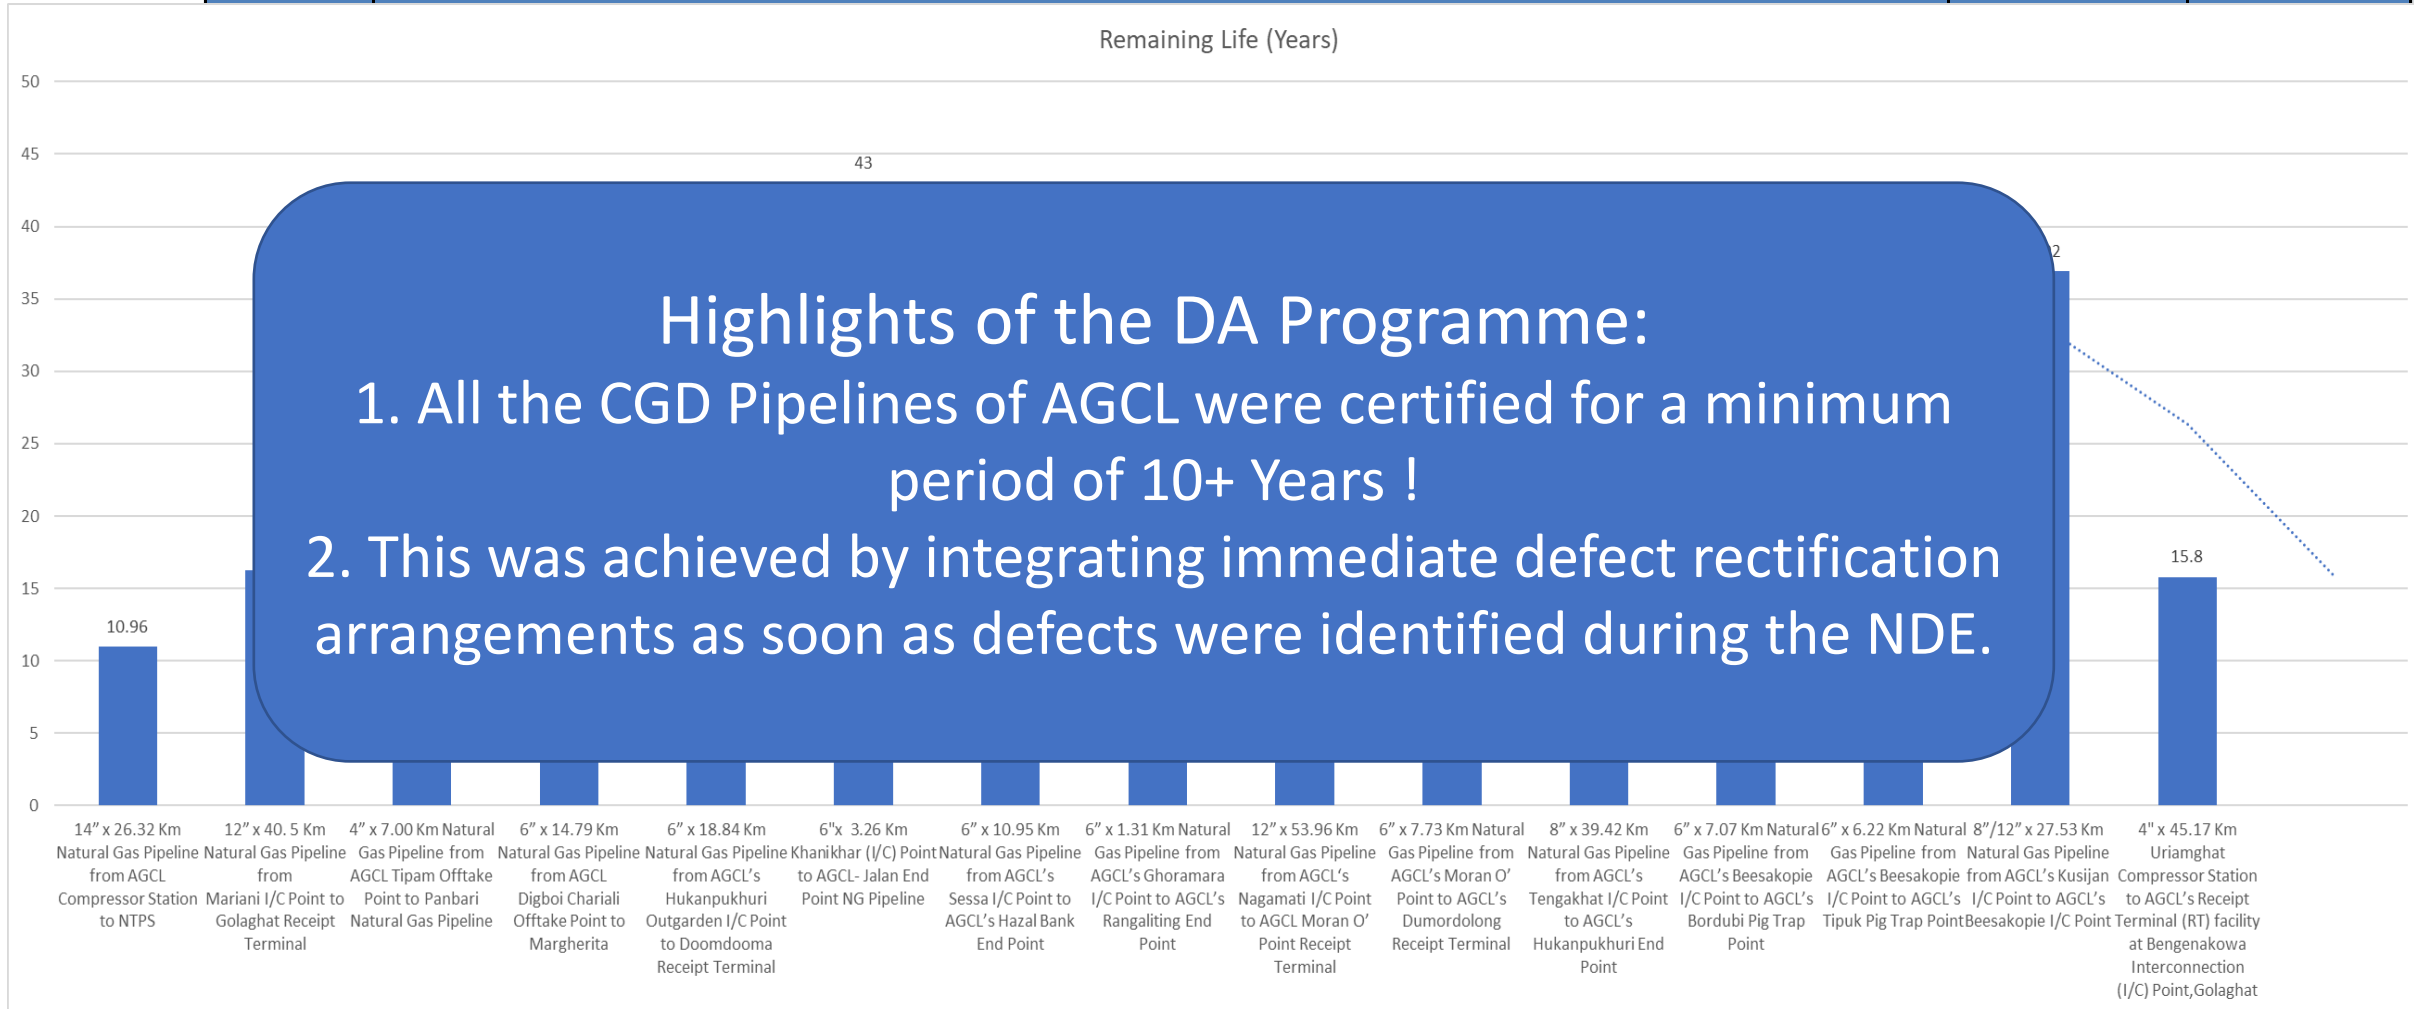 Remaining Life (Years)
50
45
40
35
30
25
20
15
10
5
0
43
2
10.96
15.8
Highlights of the DA Programme:
1. All the CGD Pipelines of AGCL were certified for a minimum
period of 10+ Years !
2. This was achieved by integrating immediate defect rectification
arrangements as soon as defects were identified during the NDE.
14” x 26.32 Km
Natural Gas Pipeline
from AGCL
Compressor Station
to NTPS
12” x 40. 5 Km
Natural Gas Pipeline
from
Mariani I/C Point to
Golaghat Receipt
Terminal
4” x 7.00 Km Natural
Gas Pipeline from
AGCL Tipam Offtake
Point to Panbari
Natural Gas Pipeline
6” x 14.79 Km
Natural Gas Pipeline
from AGCL
Digboi Chariali
Offtake Point to
Margherita
6” x 18.84 Km
Natural Gas Pipeline
from AGCL’s
Hukanpukhuri
Outgarden I/C Point
to Doomdooma
Receipt Terminal
6"x 3.26 Km
Khanikhar (I/C) Point
to AGCL- Jalan End
Point NG Pipeline
6” x 10.95 Km
Natural Gas Pipeline
from AGCL’s
Sessa I/C Point to
AGCL’s Hazal Bank
End Point
6” x 1.31 Km Natural
Gas Pipeline from
AGCL’s Ghoramara
I/C Point to AGCL’s
Rangaliting End
Point
12” x 53.96 Km
Natural Gas Pipeline
from AGCL‘s
Nagamati I/C Point
to AGCL Moran O’
Point Receipt
Terminal
6” x 7.73 Km Natural
Gas Pipeline from
AGCL’s Moran O’
Point to AGCL’s
Dumordolong
Receipt Terminal
8” x 39.42 Km
Natural Gas Pipeline
from AGCL’s
Tengakhat I/C Point
to AGCL’s
Hukanpukhuri End
Point
6” x 7.07 Km Natural
Gas Pipeline from
AGCL’s Beesakopie
I/C Point to AGCL’s
Bordubi Pig Trap
Point
6” x 6.22 Km Natural
Gas Pipeline from
AGCL’s Beesakopie
I/C Point to AGCL’s
Tipuk Pig Trap Point
8”/12” x 27.53 Km
Natural Gas Pipeline
from AGCL’s Kusijan
I/C Point to AGCL’s
Beesakopie I/C Point
4" x 45.17 Km
Uriamghat
Compressor Station
to AGCL’s Receipt
Terminal (RT) facility
at Bengenakowa
Interconnection
(I/C) Point,Golaghat